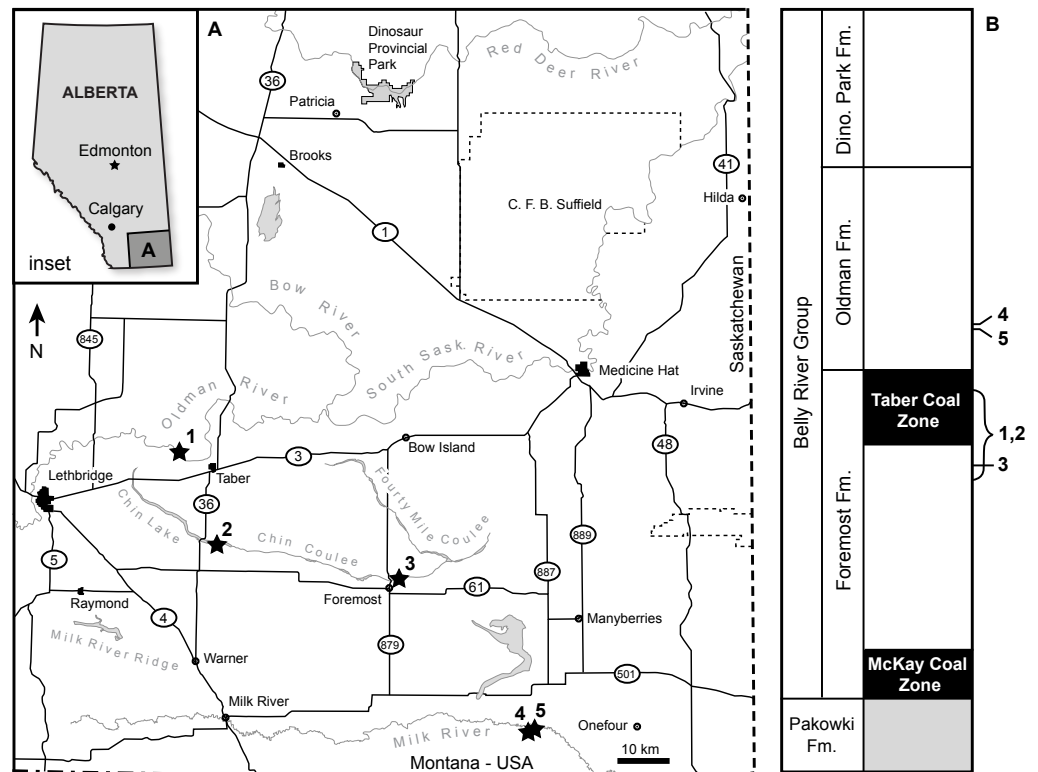 A
ALBERTA
Edmonton
Calgary
A
inset
N
Dinosaur
Provincial
Park
Red Deer River
36
Patricia
Brooks
41
Hilda
C. F. B. Suffield
1
Saskatchewan
Bow River
845
South Sask. River
Medicine Hat
Oldman River
Irvine
1
3
Bow Island
48
Lethbridge
Taber
Chin Lake
36
Fourty Mile Coulee
2
Chin Coulee
889
5
3
887
Foremost
61
Raymond
4
Manyberries
Milk River Ridge
879
Warner
501
Milk River
4
5
Onefour
Milk River
10 km
Montana - USA
B
Dino. Park Fm.
Oldman Fm.
4
5
Belly River Group
Taber Coal
Zone
1,2
3
Foremost Fm.
McKay Coal
Zone
Pakowki
Fm.